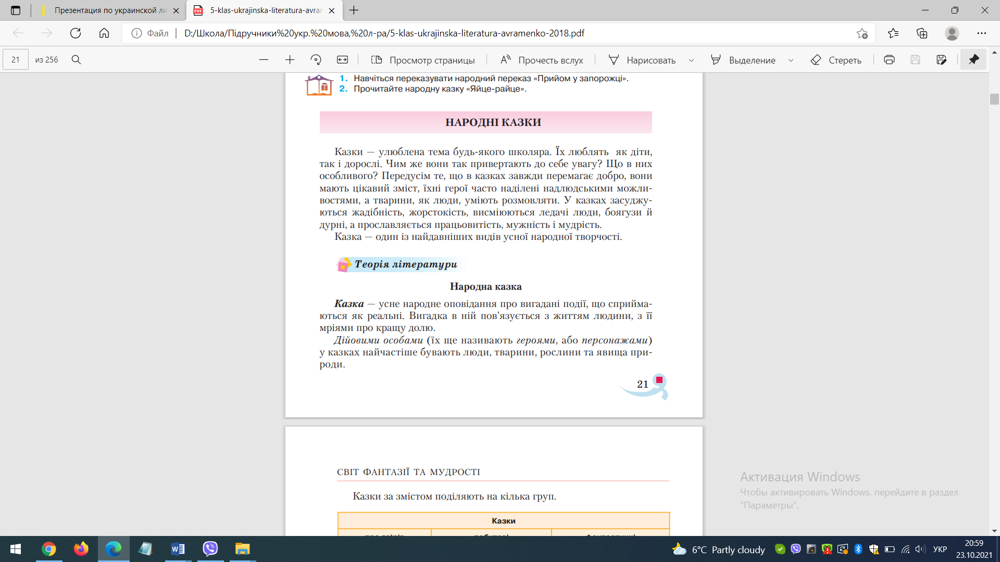 Презентация по украинской ли
5-klas-ukrajinska-literatura-avrar
Файл
D:/Школа/Підручники%20укр.%20мова,%20л-ра/5-klas-ukrajinska-literatura-avramenko-2018.pdf
21 из 256
Просмотр страницы
Прочесть вслух
Нарисовать
Выделение
Стереть
1. Навчіться переказувати народний переказ «Прийом у запорожці».
2. Прочитайте народну казку «Яйце-райце».
НАРОДНІ КАЗКИ
Казки — улюблена тема будь-якого школяра. Їх люблять як діти,
так і дорослі. Чим же вони так привертають до себе увагу? Що в них
особливого? Передусім те, що в казках завжди перемагає добро, вони
мають цікавий зміст, їхні герої часто наділені надлюдськими можли-
востями, а тварини, як люди, уміють розмовляти. У казках засуджу-
ються жадібність, жорстокість, висміюються ледачі люди, боягузи й
дурні, а прославляється працьовитість, мужність і мудрість.
Казка — один із найдавніших видів усної народної творчості.
Теорія літератури
Народна казка
Казка — усне народне оповідання про вигадані події, що сприйма-
ються як реальні. Вигадка в ній пов’язується з життям людини, з її
мріями про кращу долю.
Дійовими особами (їх ще називають героями, або персонажами)
у казках найчастіше бувають люди, тварини, рослини та явища при-
роди.
21
СВІТ ФАНТАЗІЇ ТА МУДРОСТІ
Казки за змістом поділяють на кілька груп.
Казки
Активация Windows
Чтобы активировать Windows, перейдите в раздел
"Параметры".
6°C Partly cloudy
УКР
20:59
23.10.2021